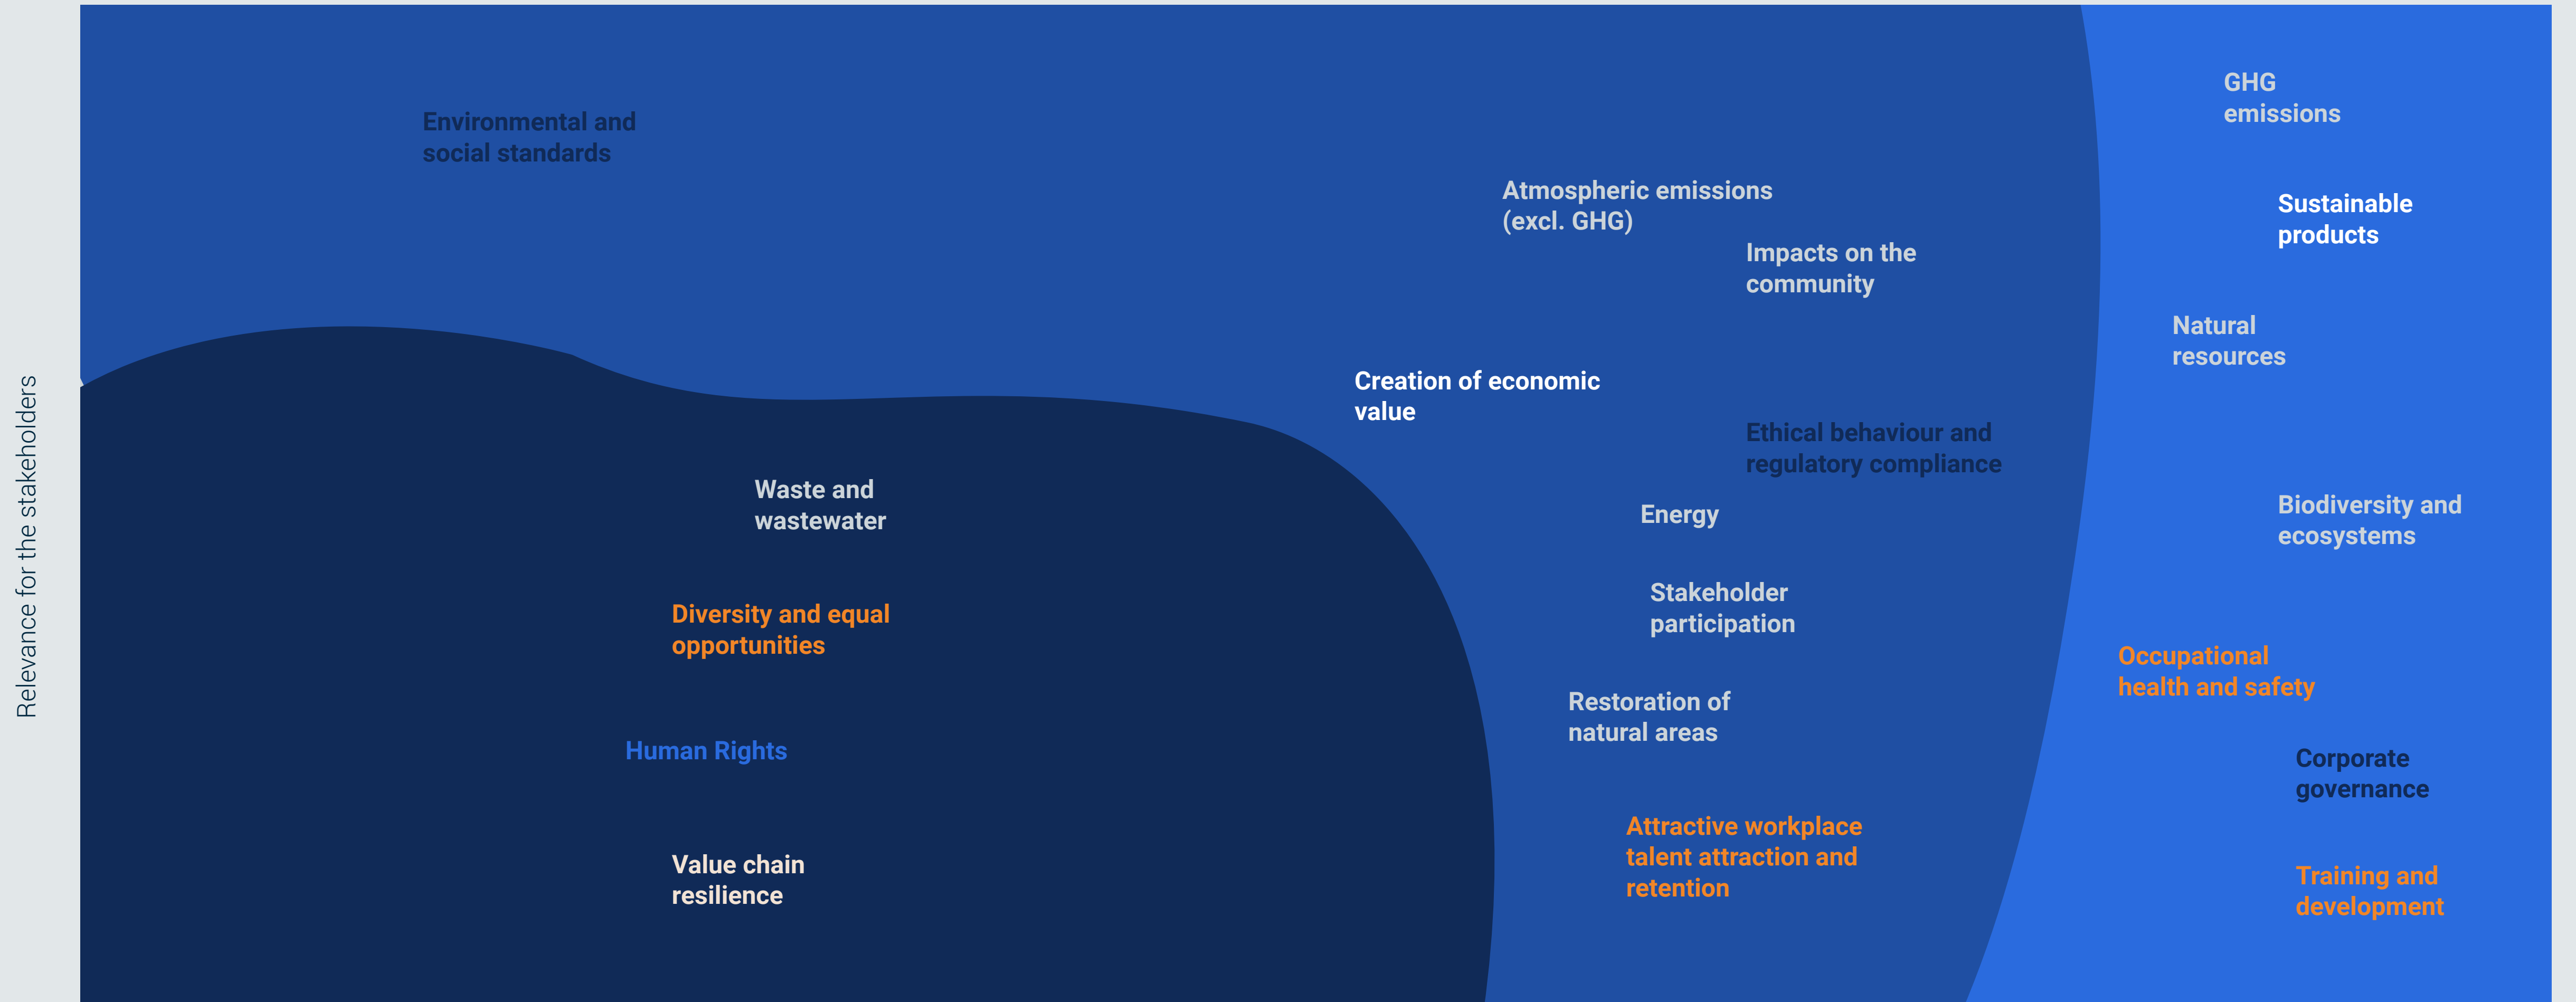 Relevance for the stakeholders
Environmental and
social standards
Atmospheric emissions
(excl. GHG)
Impacts on the
community
Creation of economic
value
Ethical behaviour and
regulatory compliance
Energy
Stakeholder
participation
Restoration of
natural areas
Attractive workplace
talent attraction and
retention
Waste and
wastewater
Diversity and equal
opportunities
Human Rights
Value chain
resilience
GHG
emissions
Sustainable
products
Natural
resources
Biodiversity and
ecosystems
Occupational
health and safety
Corporate
governance
Training and
development